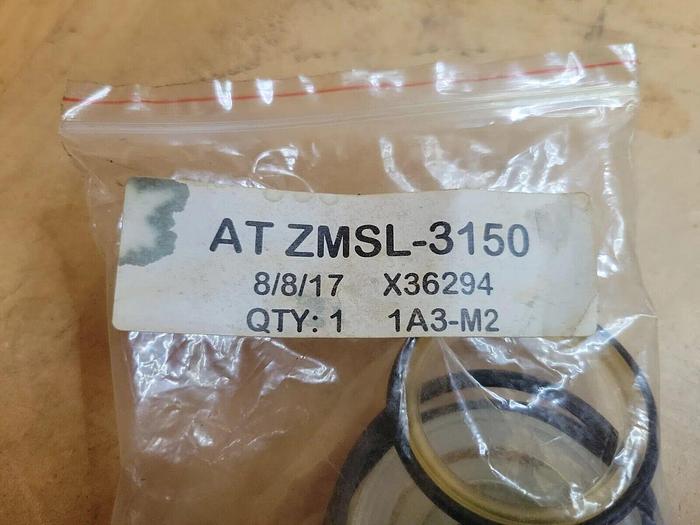 AT ZMSL-3150
8/8/17 X36294
QTY: 1 1A3-M2